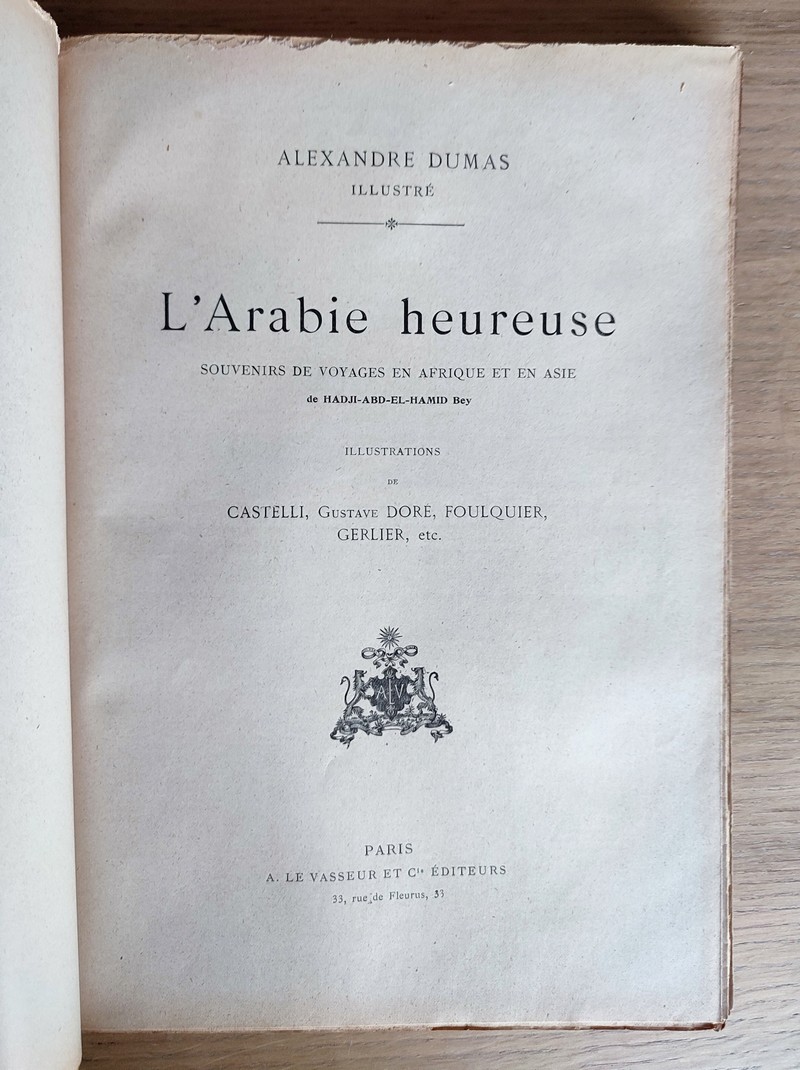 ALEXANDRE DUMAS
ILLUSTRÉ
L'Arabie heureuse
SOUVENIRS DE VOYAGES EN AFRIQUE ET EN ASIE
de HADJI-ABD-EL-HAMID Bey
ILLUSTRATIONS
DE
CASTELLI, GUSTAVE DORÉ, FOULQUIER,
GERLIER, etc.
ALV
PARIS
A. LE VASSEUR ET Cie ÉDITEURS
33, rue de Fleurus, 33